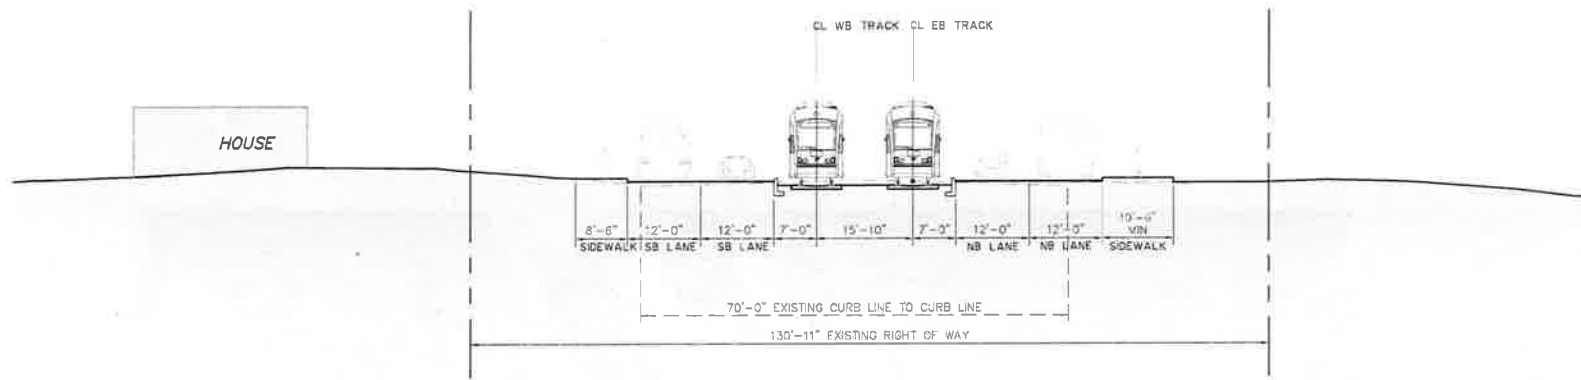 CL WB TRACK CL EB TRACK
HOUSE
8'-6" 12'-0" 12'-0" 7'-0" 15'-10" 7'-0" 12'-0" 12'-0" 10'-6"
MIN
SIDEWALK SB LANE SB LANE NB LANE NB LANE SIDEWALK
70'-0" EXISTING CURB LINE TO CURB LINE
130'-11" EXISTING RIGHT OF WAY